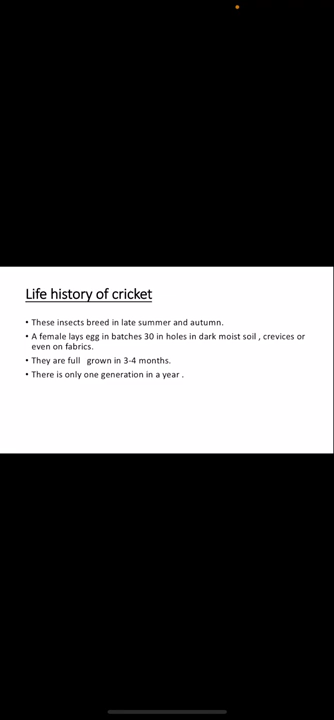 Life history of cricket
• These insects breed in late summer and autumn.
• A female lays egg in batches 30 in holes in dark moist soil , crevices or
even on fabrics.
• They are full  grown in 3-4 months.
• There is only one generation in a year .